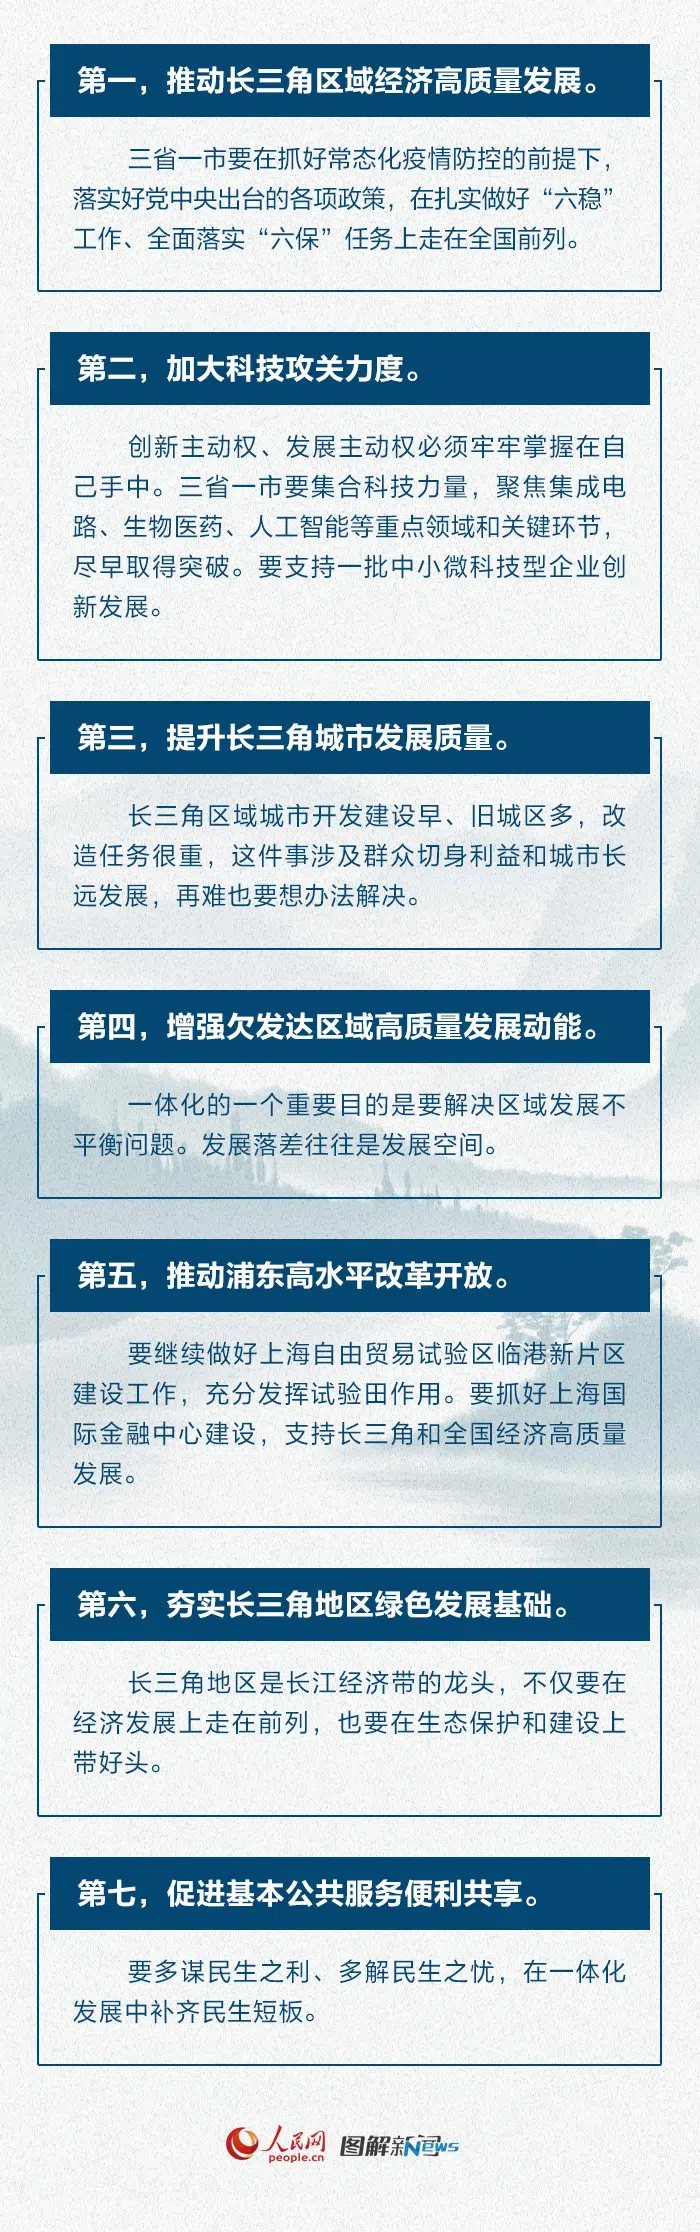 第一，推动长三角区域经济高质量发展。
三省一市要在抓好常态化疫情防控的前提下，
落实好党中央出台的各项政策，在扎实做好“六稳”
工作、全面落实“六保”任务上走在全国前列。
第二，加大科技攻关力度。
创新主动权、发展主动权必须牢牢掌握在自
己手中。三省一市要集合科技力量，聚焦集成电
路、生物医药、人工智能等重点领域和关键环节，
尽早取得突破。要支持一批中小微科技型企业创
新发展。
第三，提升长三角城市发展质量。
长三角区域城市开发建设早、旧城区多，改
造任务很重，这件事涉及群众切身利益和城市长
远发展，再难也要想办法解决。
第四，增强欠发达区域高质量发展动能。
一体化的一个重要目的是要解决区域发展不
平衡问题。发展落差往往是发展空间。
第五，推动浦东高水平改革开放。
要继续做好上海自由贸易试验区临港新片区
建设工作，充分发挥试验田作用。要抓好上海国
际金融中心建设，支持长三角和全国经济高质量
发展。
第六，夯实长三角地区绿色发展基础。
长三角地区是长江经济带的龙头，不仅要在
经济发展上走在前列，也要在生态保护和建设上
带好头。
第七，促进基本公共服务便利共享。
要多谋民生之利、多解民生之忧，在一体化
发展中补齐民生短板。
人民网 图解新闻News
people.cn